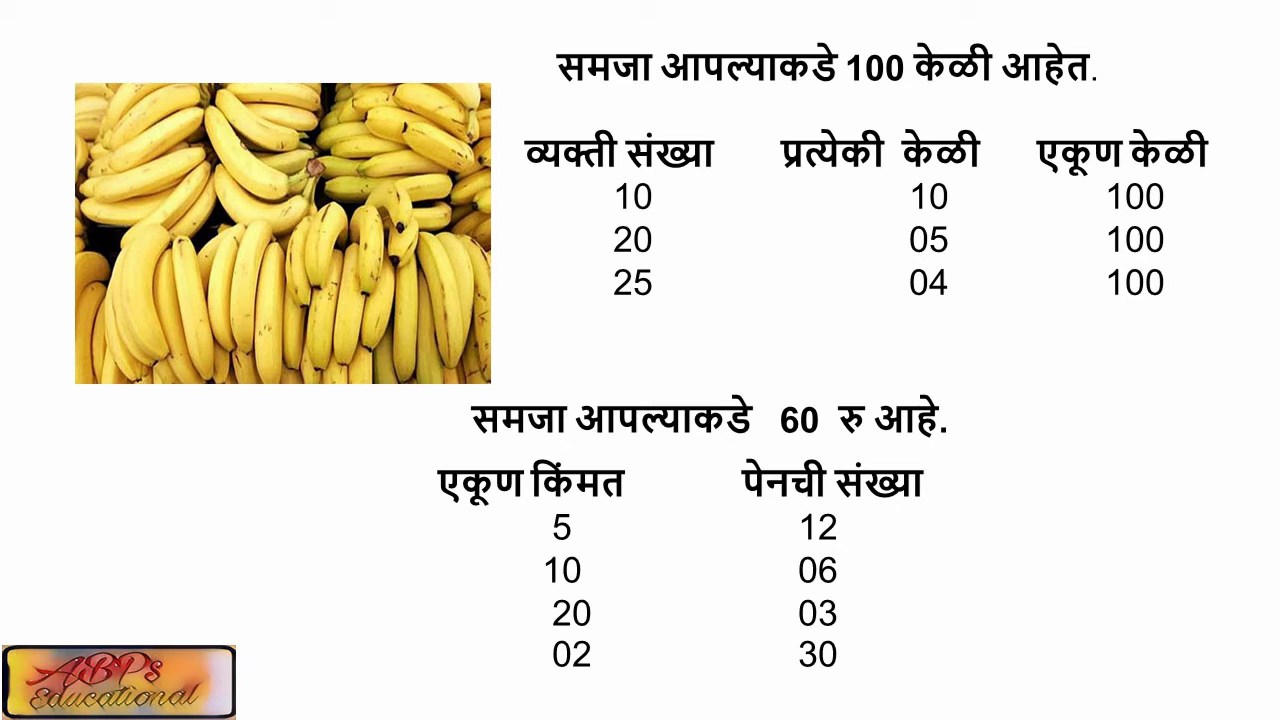 समजा आपल्याकडे 100 केळी आहेत.
व्यक्ती संख्या प्रत्येकी केळी एकूण केळी
10 10 100
20 05 100
25 04 100
समजा आपल्याकडे 60 रु आहे.
एकूण किंमत पेनची संख्या
5 12
10 06
20 03
02 30
ABPs
Educational